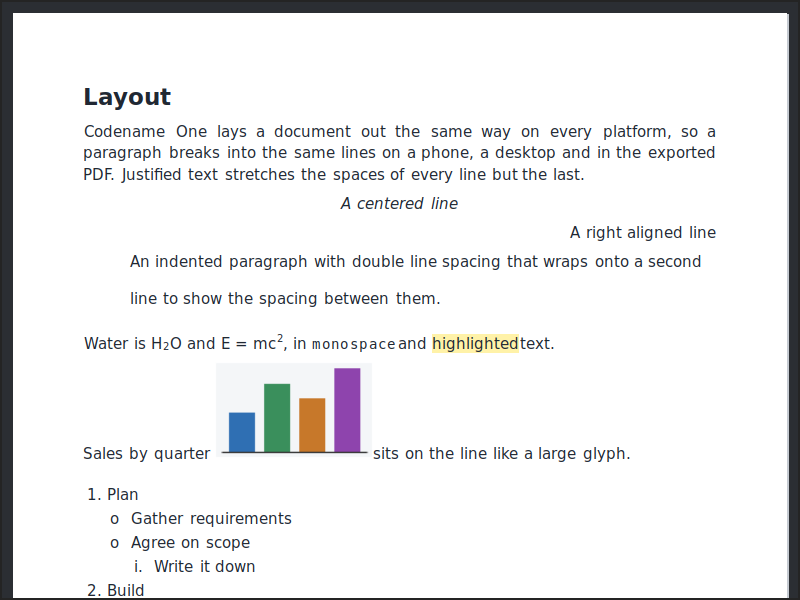 Layout
Codename One lays a document out the same way on every platform, so a
paragraph breaks into the same lines on a phone, a desktop and in the exported
PDF. Justified text stretches the spaces of every line but the last.
A centered line
A right aligned line
An indented paragraph with double line spacing that wraps onto a second
line to show the spacing between them.
Water is H₂O and E = mc², in monospace and highlighted text.
Sales by quarter sits on the line like a large glyph.
1. Plan
o Gather requirements
o Agree on scope
i. Write it down
2. Build